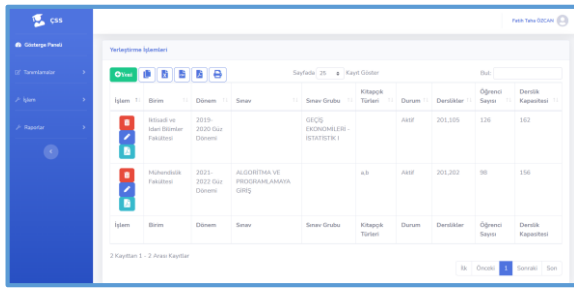 ÇSS
Fatih Taha ÖZCAN
Gösterge Paneli
Tanımlamalar
İşlem
Raporlar
Yerleştirme İşlemleri
Yeni
Sayfada 25 Kayıt Göster
Bul:
İşlem Birim Dönem Sınav Sınav Grubu Kitapçık Türleri Durum Derslikler Öğrenci Sayısı Derslik Kapasitesi
İktisadi ve İdari Bilimler Fakültesi 2019-2020 Güz Dönemi GEÇİŞ EKONOMİLERİ - İSTATİSTİK I Aktif 201,105 126 162
Mühendislik Fakültesi 2021-2022 Güz Dönemi ALGORİTMA VE PROGRAMLAMAYA GİRİŞ a,b Aktif 201,202 98 156
İşlem Birim Dönem Sınav Sınav Grubu Kitapçık Türleri Durum Derslikler Öğrenci Sayısı Derslik Kapasitesi
2 Kayıttan 1 - 2 Arası Kayıtlar
İlk Önceki 1 Sonraki Son